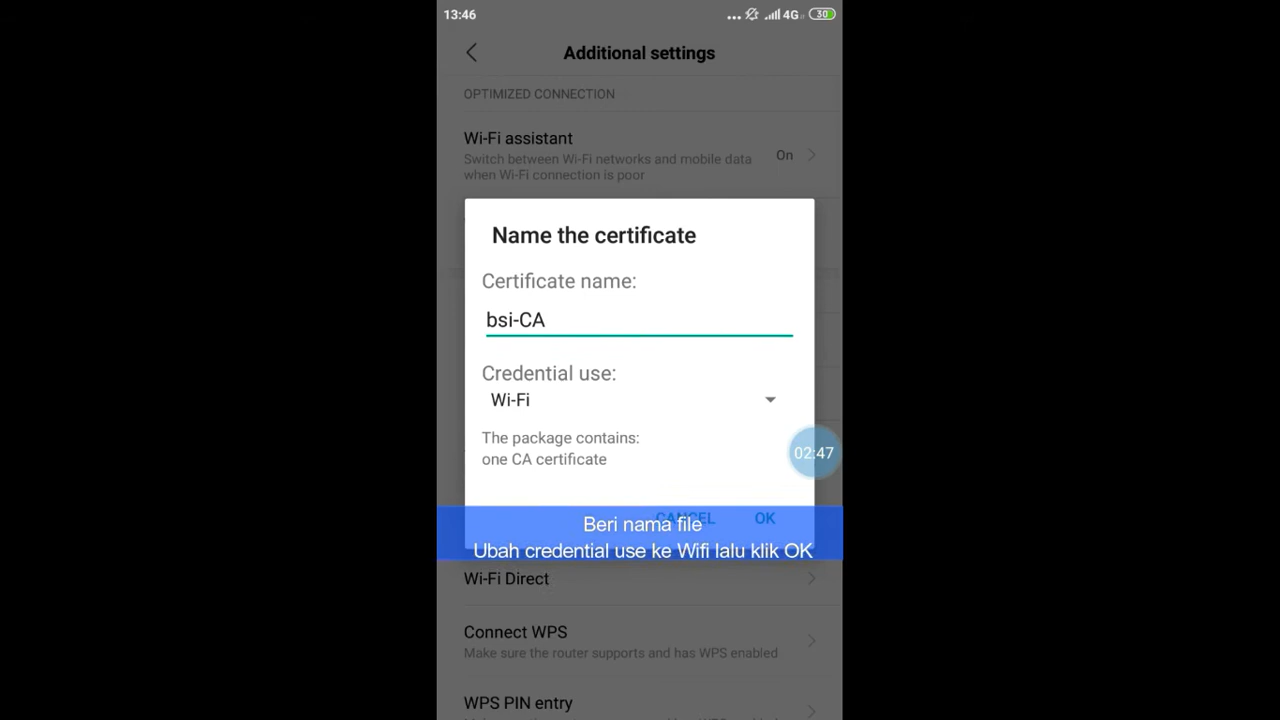 13:46
4G
30
Additional settings
OPTIMIZED CONNECTION
Wi-Fi assistant
Switch between Wi-Fi networks and mobile data
when Wi-Fi connection is poor
On
Name the certificate
Certificate name:
bsi-CA
Credential use:
Wi-Fi
The package contains:
one CA certificate
02:47
CANCEL
OK
Beri nama file
Ubah credential use ke Wifi lalu klik OK
Wi-Fi Direct
Connect WPS
Make sure the router supports and has WPS enabled
WPS PIN entry